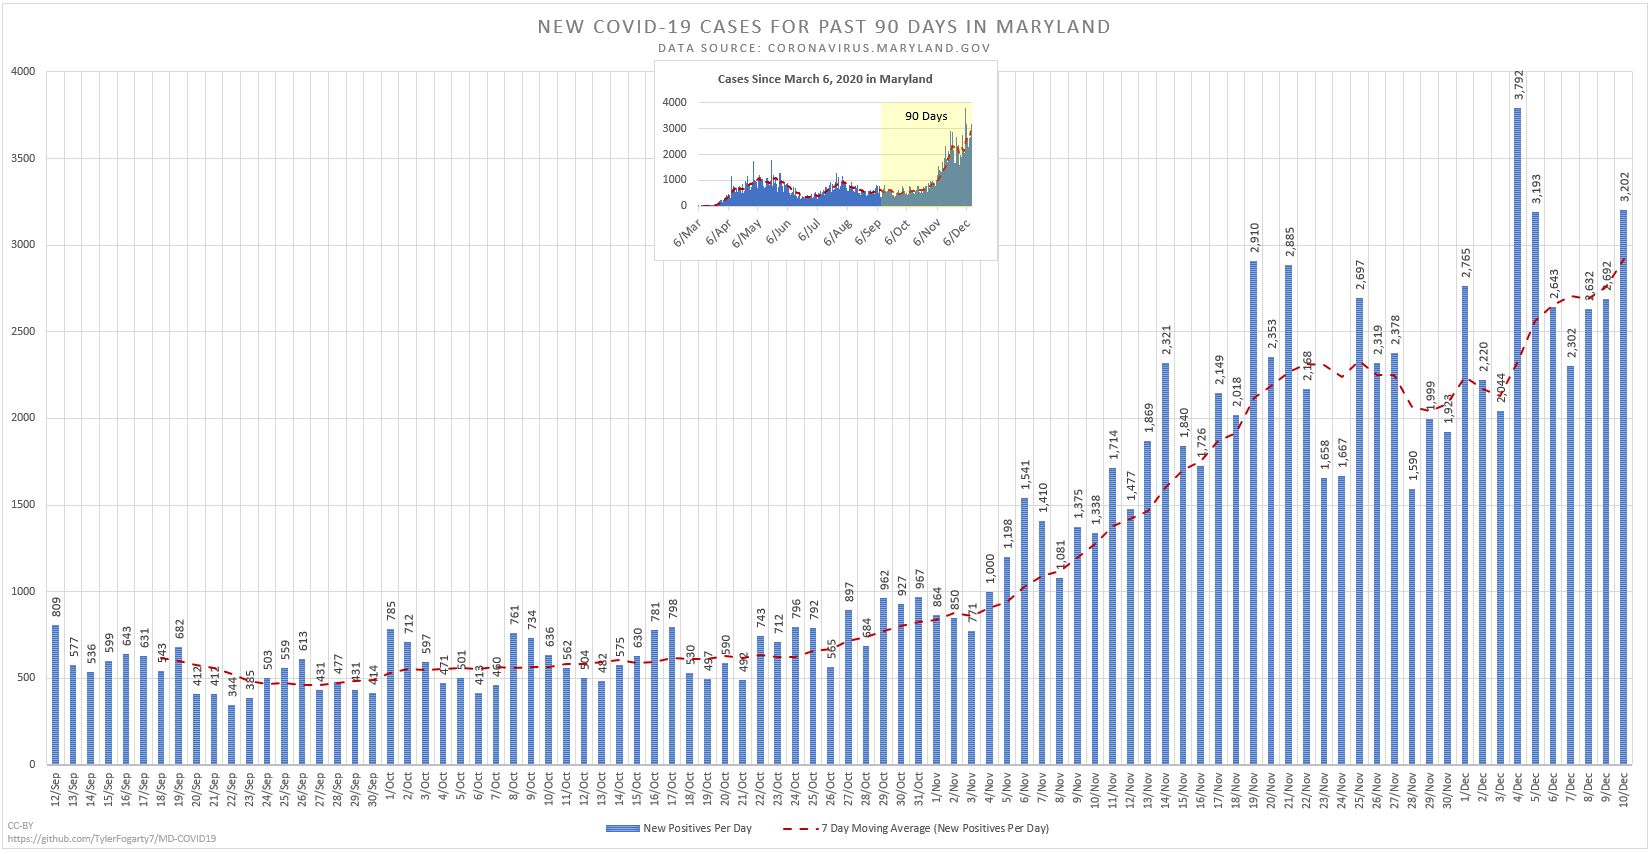 NEW COVID-19 CASES FOR PAST 90 DAYS IN MARYLAND
DATA SOURCE: CORONAVIRUS.MARYLAND.GOV
Cases Since March 6, 2020 in Maryland
90 Days
4000
3000
2000
1000
0
6/Mar 6/Apr 6/May 6/Jun 6/Jul 6/Aug 6/Sep 6/Oct 6/Nov 6/Dec
4000
3500
3000
2500
2000
1500
1000
500
0
809 577 536 599 643 631 543 682 412 412 344 385 503 559 613 431 477 431 414 785 712 597 471 501 413 460 761 734 636 562 504 482 575 630 781 798 530 497 590 492 743 712 796 792 565 897 684 962 927 967 864 850 771 1,000 1,198 1,541 1,410 1,081 1,375 1,338 1,714 1,477 1,869 2,321 1,840 1,726 2,149 2,018 2,910 2,353 2,885 2,168 1,658 1,667 2,697 2,319 2,378 1,590 1,999 1,923 2,765 2,220 2,044 3,792 3,193 2,643 2,302 2,632 2,692 3,202
12/Sep 13/Sep 14/Sep 15/Sep 16/Sep 17/Sep 18/Sep 19/Sep 20/Sep 21/Sep 22/Sep 23/Sep 24/Sep 25/Sep 26/Sep 27/Sep 28/Sep 29/Sep 30/Sep 1/Oct 2/Oct 3/Oct 4/Oct 5/Oct 6/Oct 7/Oct 8/Oct 9/Oct 10/Oct 11/Oct 12/Oct 13/Oct 14/Oct 15/Oct 16/Oct 17/Oct 18/Oct 19/Oct 20/Oct 21/Oct 22/Oct 23/Oct 24/Oct 25/Oct 26/Oct 27/Oct 28/Oct 29/Oct 30/Oct 31/Oct 1/Nov 2/Nov 3/Nov 4/Nov 5/Nov 6/Nov 7/Nov 8/Nov 9/Nov 10/Nov 11/Nov 12/Nov 13/Nov 14/Nov 15/Nov 16/Nov 17/Nov 18/Nov 19/Nov 20/Nov 21/Nov 22/Nov 23/Nov 24/Nov 25/Nov 26/Nov 27/Nov 28/Nov 29/Nov 30/Nov 1/Dec 2/Dec 3/Dec 4/Dec 5/Dec 6/Dec 7/Dec 8/Dec 9/Dec 10/Dec
New Positives Per Day 7 Day Moving Average (New Positives Per Day)
CC-BY
https://github.com/TylerFogarty7/MD-COVID19